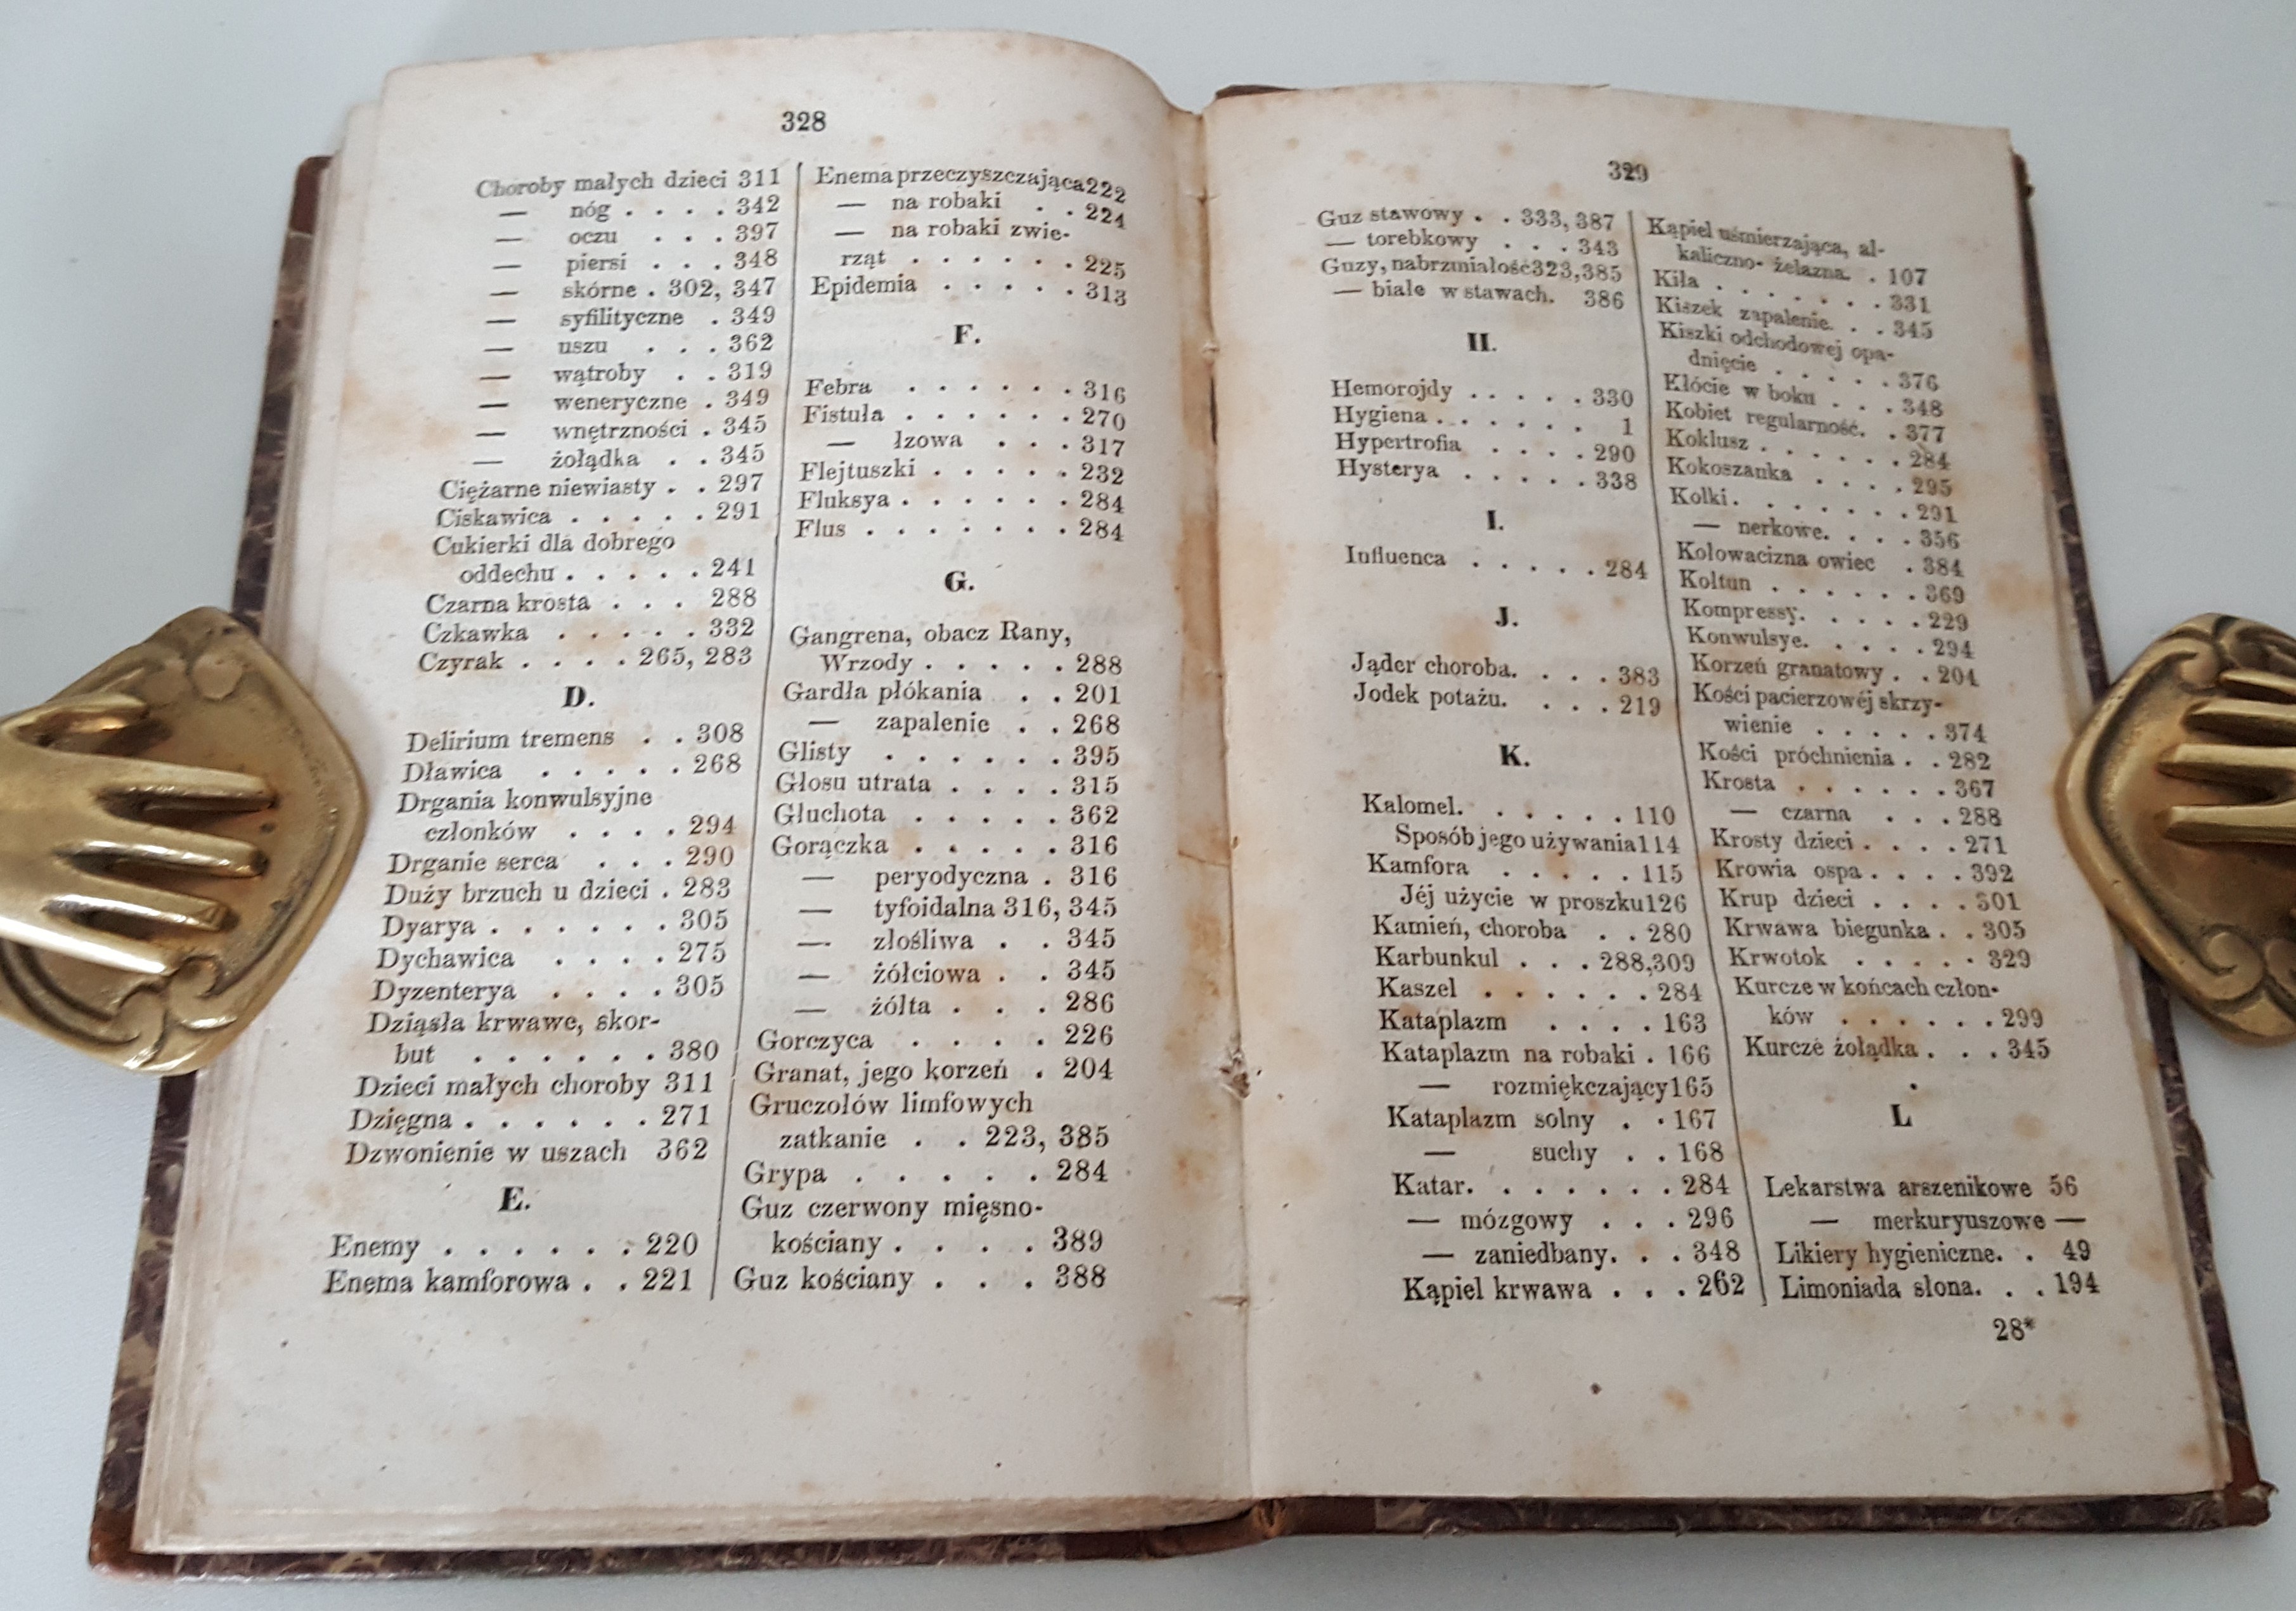 328
Choroby małych dzieci 311
— nóg . . . . 342
— oczu . . . 397
— piersi . . . 348
— skórne . 302, 347
— syfilityczne . 349
— uszu . . . 362
— wątroby . . 319
— weneryczne . 349
— wnętrzności . 345
— żołądka . . 345
Ciężarne niewiasty . . 297
Ciskawica . . . . . 291
Cukierki dla dobrego
oddechu . . . . . 241
Czarna krosta . . . 288
Czkawka . . . . . 332
Czyrak . . . . 265, 283
D.
Delirium tremens . . 308
Dławica . . . . . 268
Drgania konwulsyjne
członków . . . . 294
Drganie serca . . . 290
Duży brzuch u dzieci . 283
Dyarya . . . . . . 305
Dychawica . . . . 275
Dyzenterya . . . . 305
Dziąsła krwawe, skor-
but . . . . . . 380
Dzieci małych choroby 311
Dzięgna . . . . . . 271
Dzwonienie w uszach 362
E.
Enemy . . . . . . 220
Enema kamforowa . . 221
Enema przeczyszczająca 222
— na robaki . . 224
— na robaki zwie-
rząt . . . . . . 225
Epidemia . . . . . 313
F.
Febra . . . . . . 316
Fistuła . . . . . . 270
— łzowa . . . 317
Flejtuszki . . . . . 232
Fluksya . . . . . . 284
Flus . . . . . . . 284
G.
Gangrena, obacz Rany,
Wrzody . . . . . 288
Gardła płókania . . 201
— zapalenie . . 268
Glisty . . . . . . 395
Głosu utrata . . . . 315
Głuchota . . . . . 362
Gorączka . . . . . 316
— peryodyczna . 316
— tyfoidalna 316, 345
— złośliwa . . 345
— żółciowa . . 345
— żółta . . . 286
Gorczyca . . . . 226
Granat, jego korzeń . 204
Gruczołów limfowych
zatkanie . . 223, 385
Grypa . . . . . 284
Guz czerwony mięsno-
kościany . . . . 389
Guz kościany . . . 388
329
Guz stawowy . . 333, 387
— torebkowy . . . 343
Guzy, nabrzmiałość 323,385
— białe w stawach. 386
H.
Hemorojdy . . . . . 330
Hygiena . . . . . . 1
Hypertrofia . . . . 290
Hysterya . . . . . 338
I.
Influenca . . . . . 284
J.
Jąder choroba. . . . 383
Jodek potażu. . . . 219
K.
Kalomel. . . . . . 110
Sposób jego używania 114
Kamfora . . . . . 115
Jéj użycie w proszku 126
Kamień, choroba . . 280
Karbunkul . . . 288,309
Kaszel . . . . . . 284
Kataplazm . . . . 163
Kataplazm na robaki . 166
— rozmiękczający 165
Kataplazm solny . . 167
— suchy . . 168
Katar. . . . . . . 284
— mózgowy . . . 296
— zaniedbany. . . 348
Kąpiel krwawa . . . 262
Kąpiel uśmierzająca, al-
kaliczno- żelazna. . 107
Kiła . . . . . . . 331
Kiszek zapalenie. . . 345
Kiszki odchodowej opa-
dnięcie . . . . . 376
Kłócie w boku . . . 348
Kobiet regularność. . 377
Koklusz . . . . . . 284
Kokoszanka . . . . 295
Kolki. . . . . . . 291
— nerkowe. . . . 356
Kołowacizna owiec . 384
Kołtun . . . . . . 369
Kompressy. . . . . 229
Konwulsye. . . . . 294
Korzeń granatowy . . 204
Kości pacierzowéj skrzy-
wienie . . . . . 374
Kości próchnienia . . 282
Krosta . . . . . . 367
— czarna . . . 288
Krosty dzieci . . . . 271
Krowia ospa . . . . 392
Krup dzieci . . . . 301
Krwawa biegunka . . 305
Krwotok . . . . . 329
Kurcze w końcach człon-
ków . . . . . . 299
Kurcze żołądka . . . 345
L
Lekarstwa arszenikowe 56
— merkuryuszowe —
Likiery hygieniczne. . 49
Limoniada słona. . . 194
28*